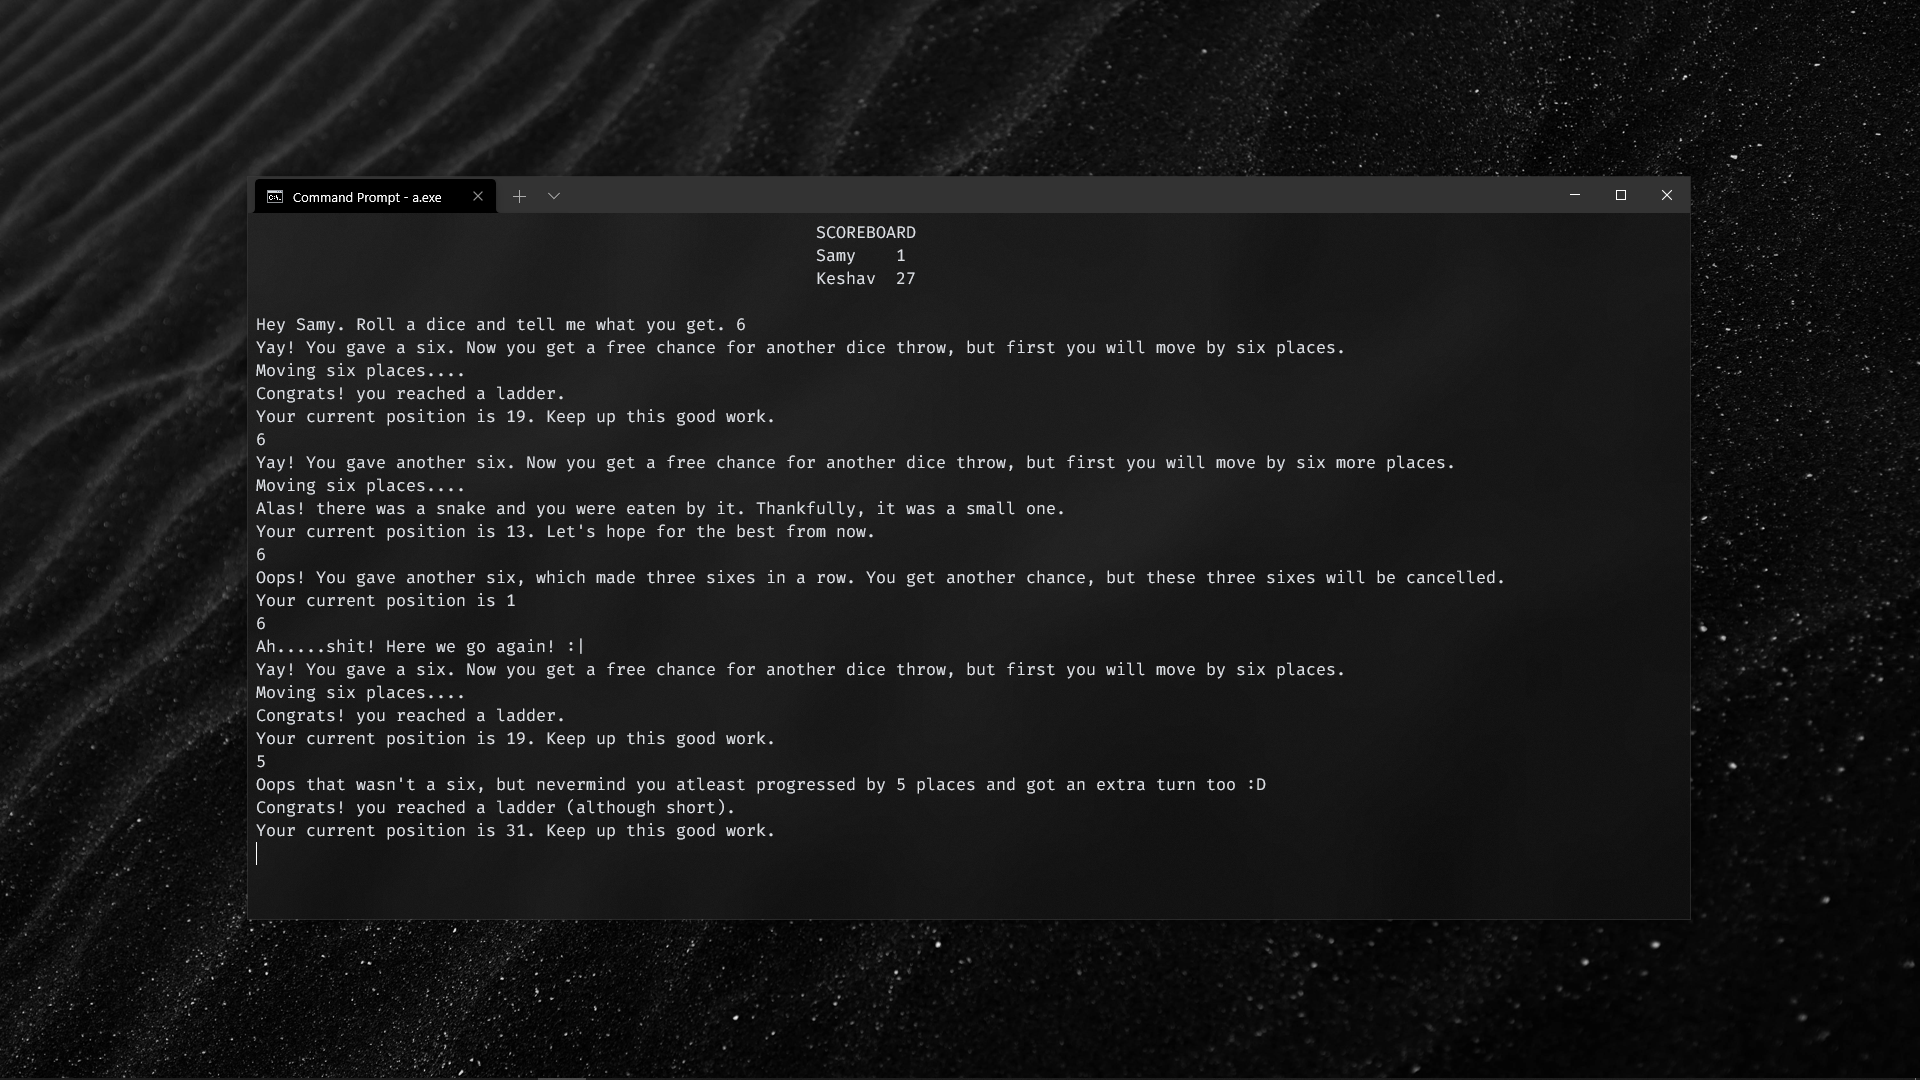 Command Prompt - a.exe
SCOREBOARD
Samy 1
Keshav 27
Hey Samy. Roll a dice and tell me what you get. 6
Yay! You gave a six. Now you get a free chance for another dice throw, but first you will move by six places.
Moving six places....
Congrats! you reached a ladder.
Your current position is 19. Keep up this good work.
6
Yay! You gave another six. Now you get a free chance for another dice throw, but first you will move by six more places.
Moving six places....
Alas! there was a snake and you were eaten by it. Thankfully, it was a small one.
Your current position is 13. Let's hope for the best from now.
6
Oops! You gave another six, which made three sixes in a row. You get another chance, but these three sixes will be cancelled.
Your current position is 1
6
Ah.....shit! Here we go again! :|
Yay! You gave a six. Now you get a free chance for another dice throw, but first you will move by six places.
Moving six places....
Congrats! you reached a ladder.
Your current position is 19. Keep up this good work.
5
Oops that wasn't a six, but nevermind you atleast progressed by 5 places and got an extra turn too :D
Congrats! you reached a ladder (although short).
Your current position is 31. Keep up this good work.